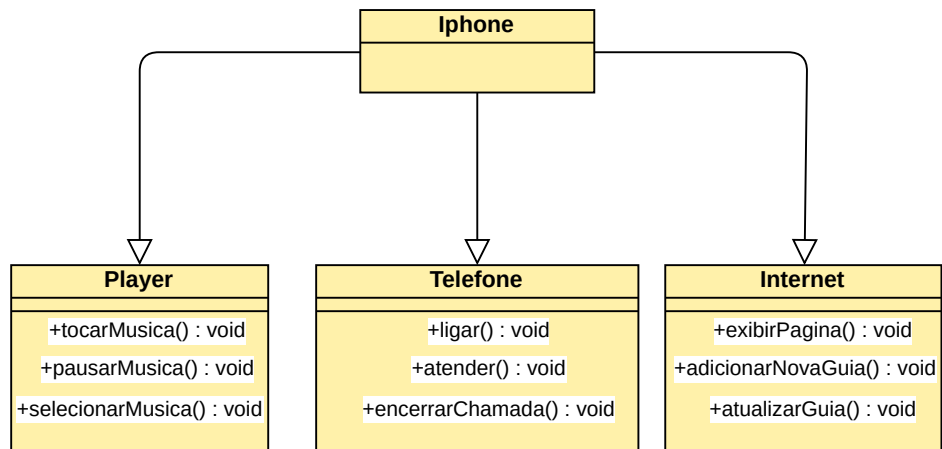 Iphone
Player
+tocarMusica() : void
+pausarMusica() : void
+selecionarMusica() : void
Telefone
+ligar() : void
+atender() : void
+encerrarChamada() : void
Internet
+exibirPagina() : void
+adicionarNovaGuia() : void
+atualizarGuia() : void